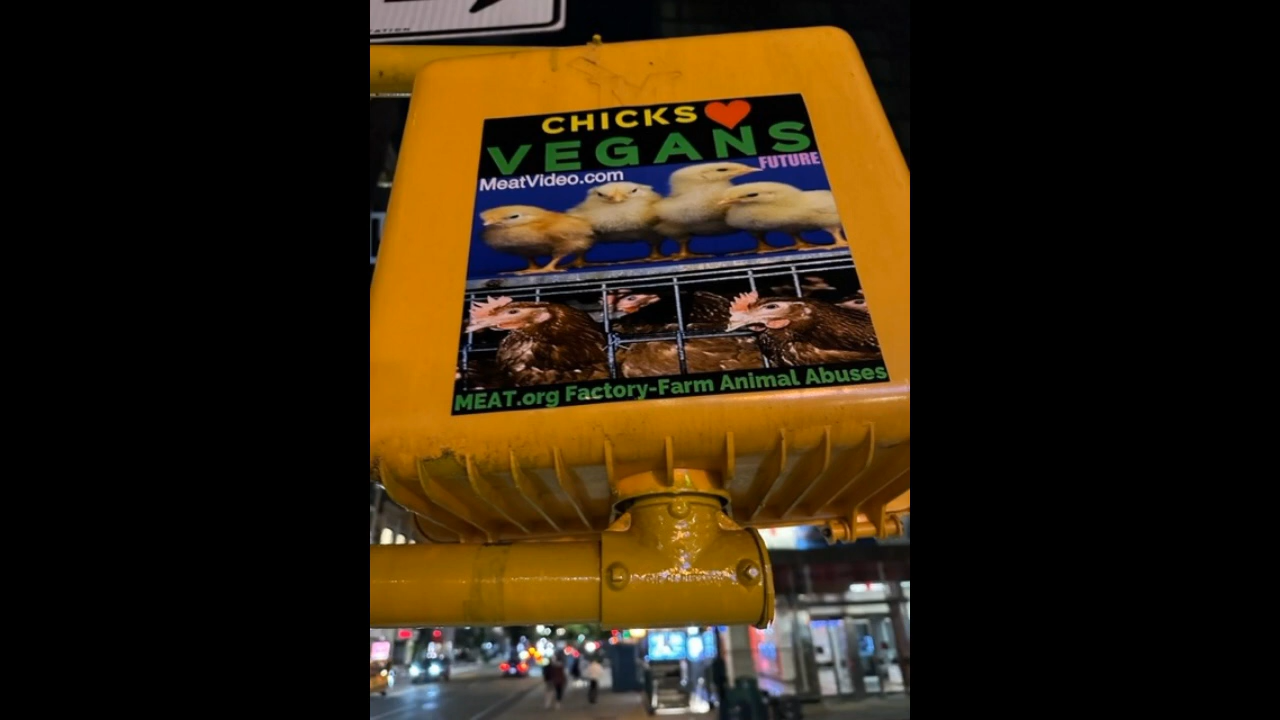 CHICKS
VEGANS
FUTURE
MeatVideo.com
MEAT.org Factory-Farm Animal Abuses